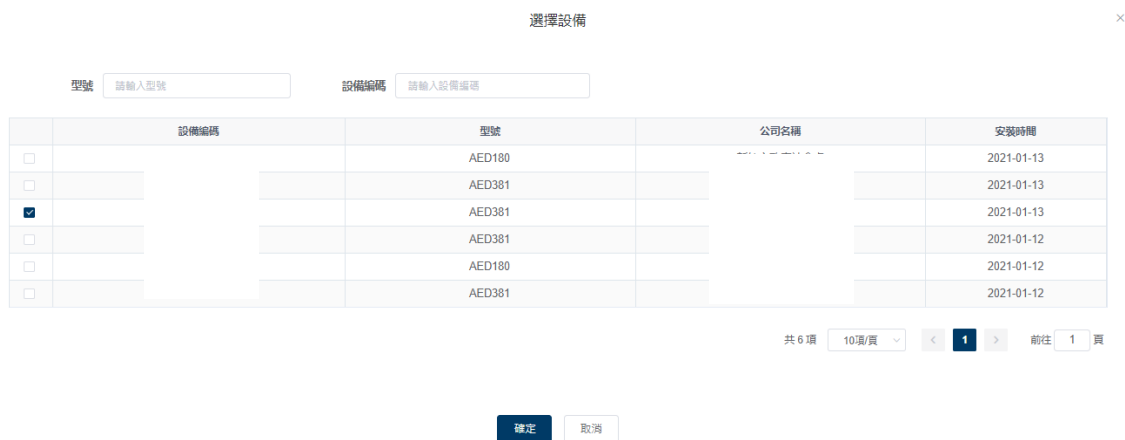 選擇設備 ×
型號 請輸入型號 設備編碼 請輸入設備編碼
設備編碼 型號 公司名稱 安裝時間
AED180 2021-01-13
AED381 2021-01-13
AED381 2021-01-13
AED381 2021-01-12
AED180 2021-01-12
AED381 2021-01-12
共 6 項 10項/頁 < 1 > 前往 1 頁
確定 取消